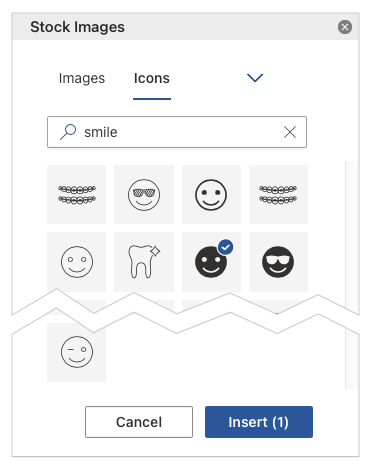 Stock Images
Images Icons
smile
Cancel Insert (1)